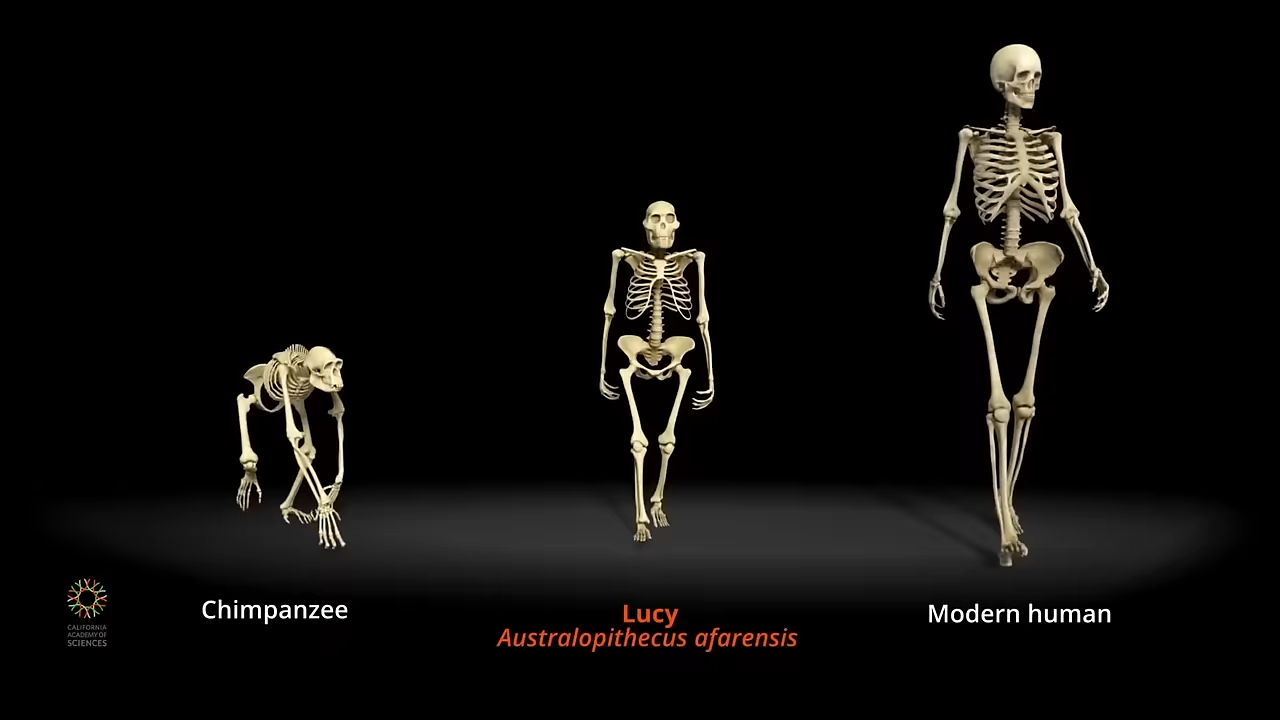 Chimpanzee
Lucy
Australopithecus afarensis
Modern human
CALIFORNIA
ACADEMY OF
SCIENCES